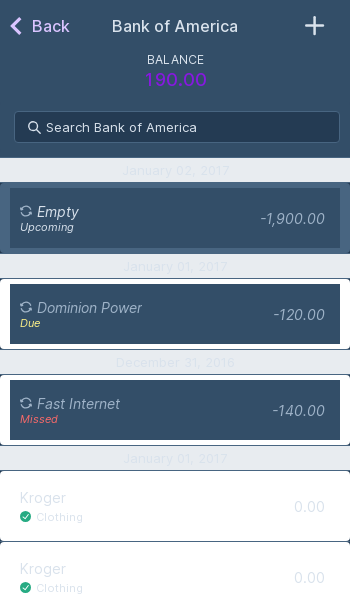 Back
Bank of America
BALANCE
190.00
Search Bank of America
January 02, 2017
Empty
-1,900.00
Upcoming
January 01, 2017
Dominion Power
-120.00
Due
December 31, 2016
Fast Internet
-140.00
Missed
January 01, 2017
Kroger
0.00
Clothing
Kroger
0.00
Clothing